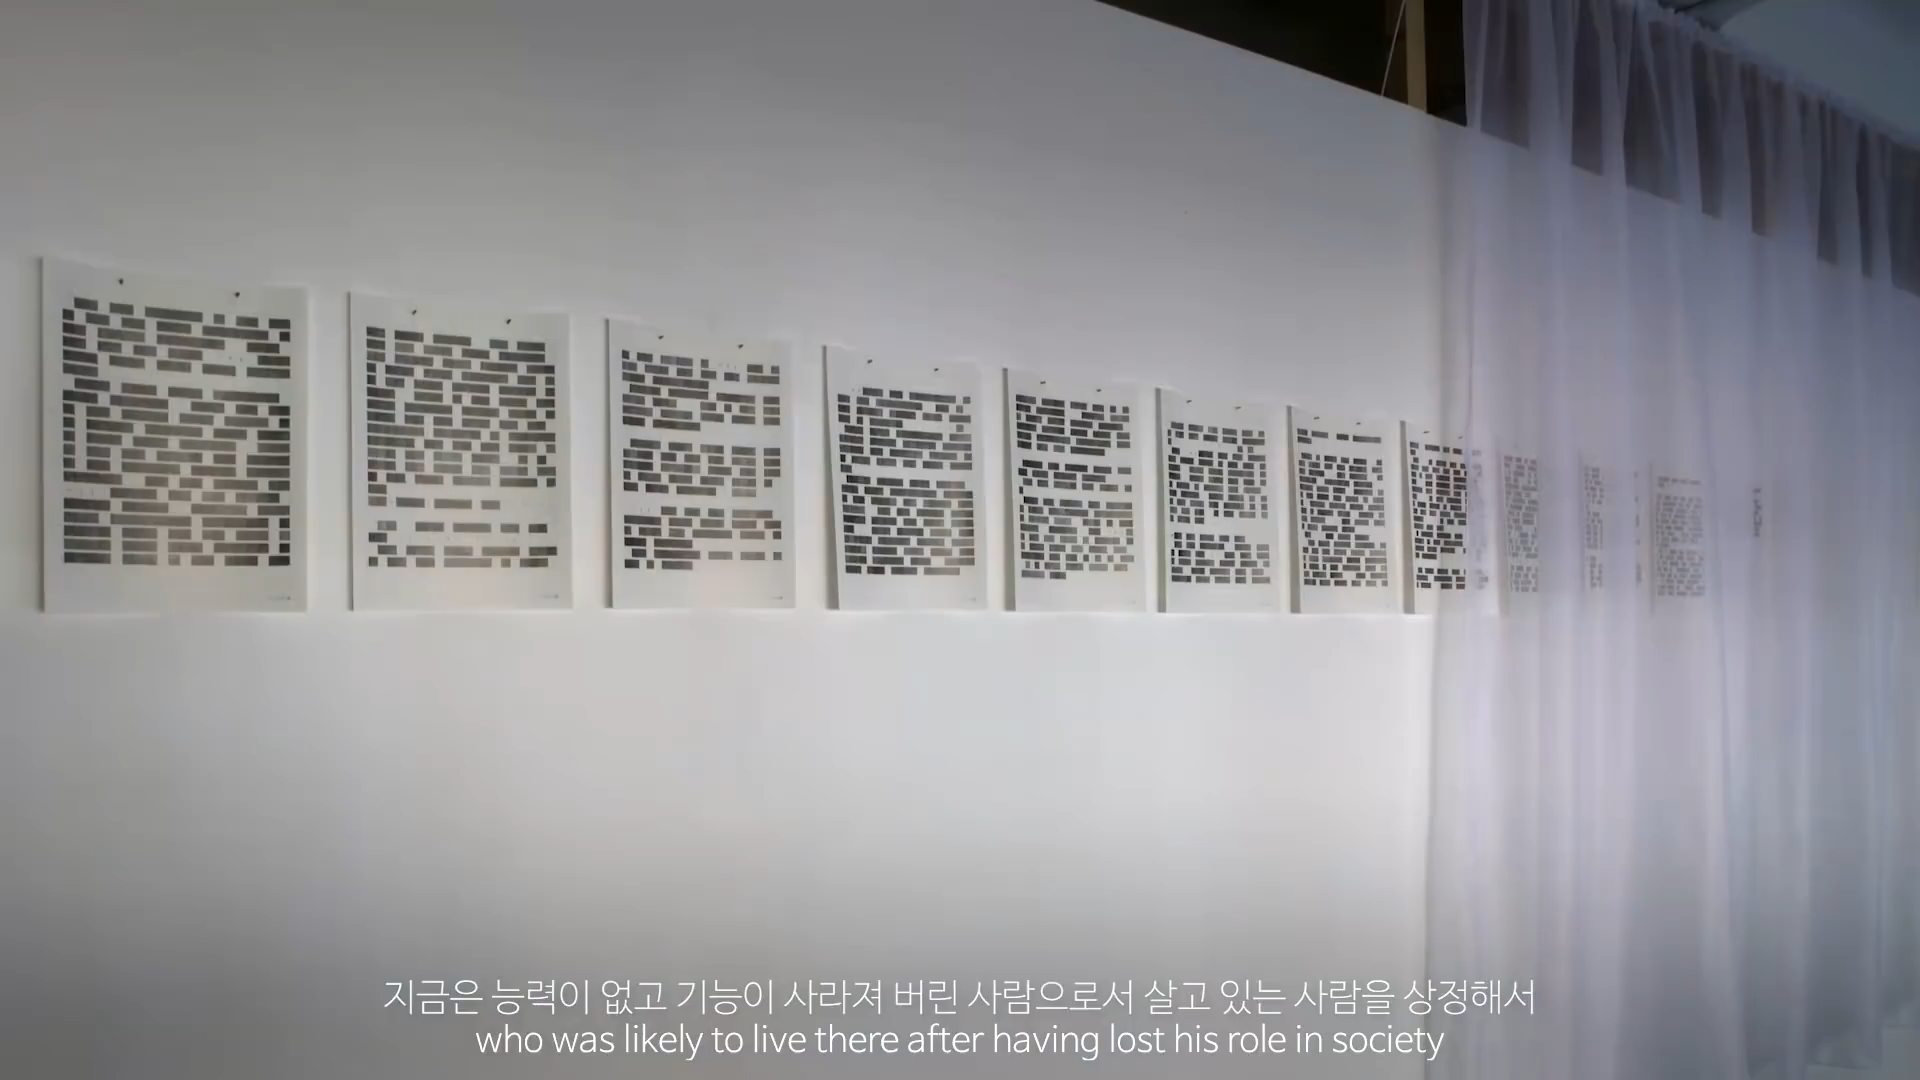 지금은 능력이 없고 기능이 사라져 버린 사람으로서 살고 있는 사람을 상정해서
who was likely to live there after having lost his role in society